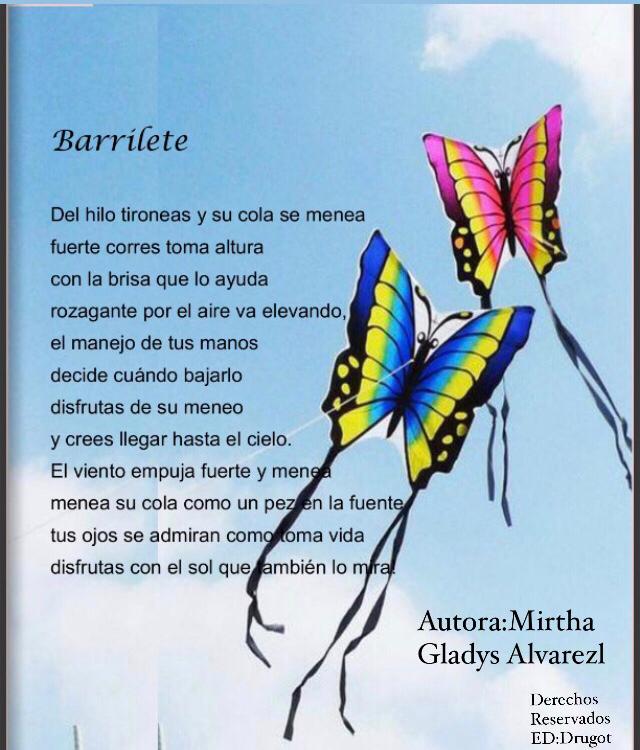 Barrilete
Del hilo tironeas y su cola se menea
fuerte corres toma altura
con la brisa que lo ayuda
rozagante por el aire va elevando,
el manejo de tus manos
decide cuándo bajarlo
disfrutas de su meneo
y crees llegar hasta el cielo.
El viento empuja fuerte y menea
menea su cola como un pez en la fuente
tus ojos se admiran como toma vida
disfrutas con el sol que también lo mira.
Autora:Mirtha
Gladys Alvarezl
Derechos
Reservados
ED:Drugot